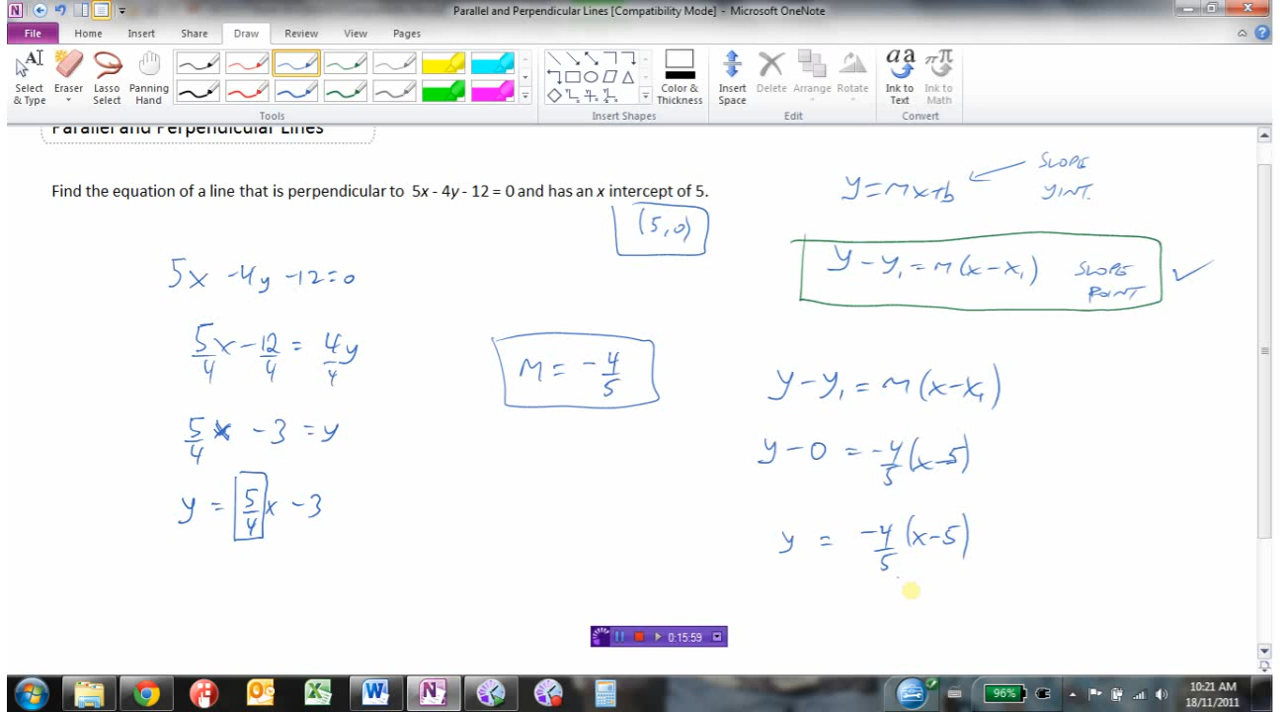 Parallel and Perpendicular Lines [Compatibility Mode] - Microsoft OneNote
File Home Insert Share Draw Review View Pages
Select & Type
Eraser
Lasso Select
Panning Hand
Color & Thickness
Insert Space
Delete
Arrange
Rotate
Ink to Text
Ink to Math
Tools
Insert Shapes
Edit
Convert
Parallel and Perpendicular Lines
Find the equation of a line that is perpendicular to 5x - 4y - 12 = 0 and has an x intercept of 5.
(5,0)
5x -4y -12=0
5/4x - 12/4 = 4/4y
5/4x - 3 = y
y = 5/4x - 3
M = -4/5
y=mx+b
SLOPE
YINT.
y-y₁=m(x-x₁)
SLOPE
POINT
y-y₁=m(x-x₁)
y-0 = -4/5(x-5)
y = -4/5(x-5)
0:15:59
96%
10:21 AM
18/11/2011